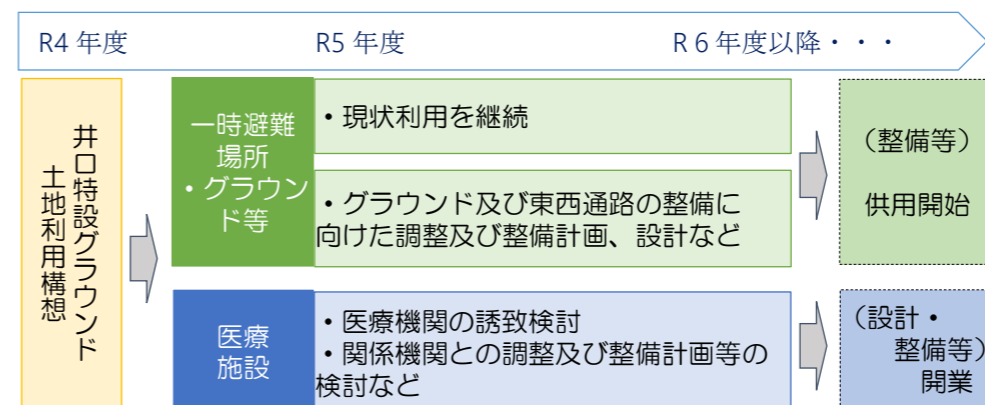 R4 年度
R5 年度
R 6 年度以降・・・
井口特設グラウンド
土地利用構想
一時避難
場所
・グラウン
ド等
・現状利用を継続
・グラウンド及び東西通路の整備に
向けた調整及び整備計画、設計など
（整備等）
供用開始
医療
施設
・医療機関の誘致検討
・関係機関との調整及び整備計画等の
検討など
（設計・
整備等）
開業